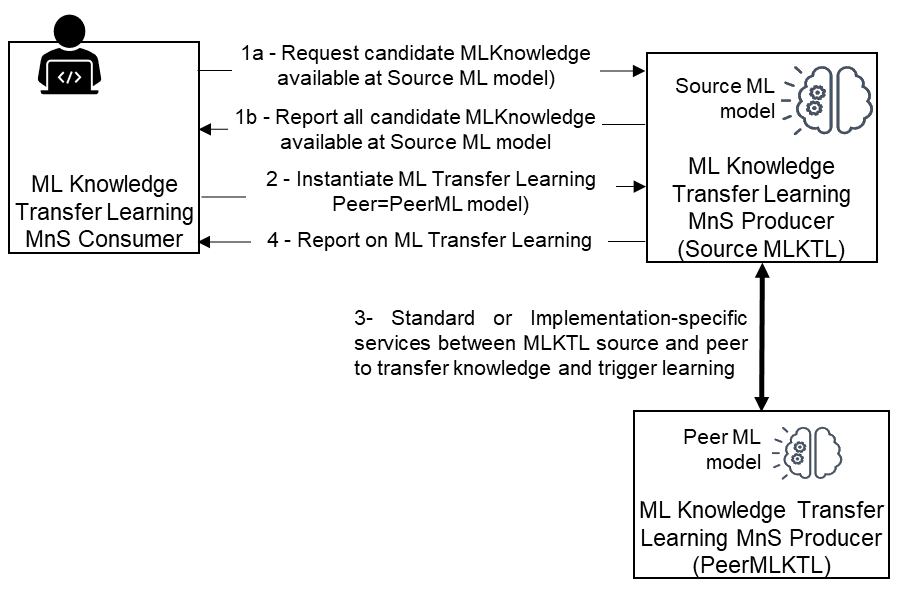 1a - Request candidate MLKnowledge
available at Source ML model)
1b - Report all candidate MLKnowledge
available at Source ML model
2 - Instantiate ML Transfer Learning
Peer=PeerML model)
4 - Report on ML Transfer Learning
</>
ML Knowledge
Transfer Learning
MnS Consumer
Source ML
model
ML Knowledge
Transfer Learning
MnS Producer
(Source MLKTL)
3- Standard or Implementation-specific
services between MLKTL source and peer
to transfer knowledge and trigger learning
Peer ML
model
ML Knowledge Transfer
Learning MnS Producer
(PeerMLKTL)